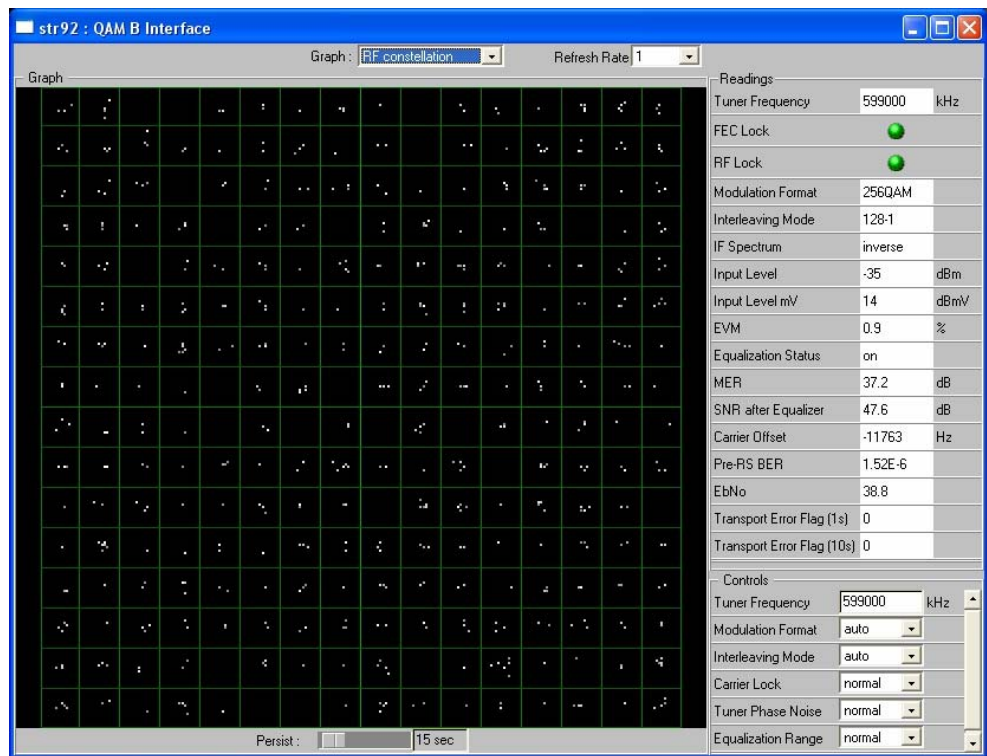 str92 : QAM B Interface
Graph : RF constellation Refresh Rate 1
Graph
Readings
Tuner Frequency 599000 kHz
FEC Lock
RF Lock
Modulation Format 256QAM
Interleaving Mode 128-1
IF Spectrum inverse
Input Level -35 dBm
Input Level mV 14 dBmV
EVM 0.9 %
Equalization Status on
MER 37.2 dB
SNR after Equalizer 47.6 dB
Carrier Offset -11763 Hz
Pre-RS BER 1.52E-6
EbNo 38.8
Transport Error Flag (1s) 0
Transport Error Flag (10s) 0
Controls
Tuner Frequency 599000 kHz
Modulation Format auto
Interleaving Mode auto
Carrier Lock normal
Tuner Phase Noise normal
Equalization Range normal
Persist : 15 sec